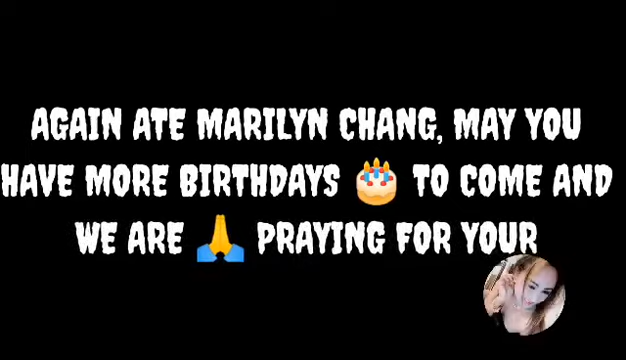 AGAIN ATE MARILYN CHANG, MAY YOU
HAVE MORE BIRTHDAYS 🎂 TO COME AND
WE ARE 🙏 PRAYING FOR YOUR